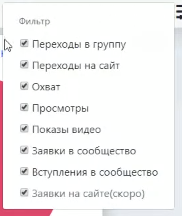 Фильтр
Переходы в группу
Переходы на сайт
Охват
Просмотры
Показы видео
Заявки в сообщество
Вступления в сообщество
Заявки на сайте(скоро)